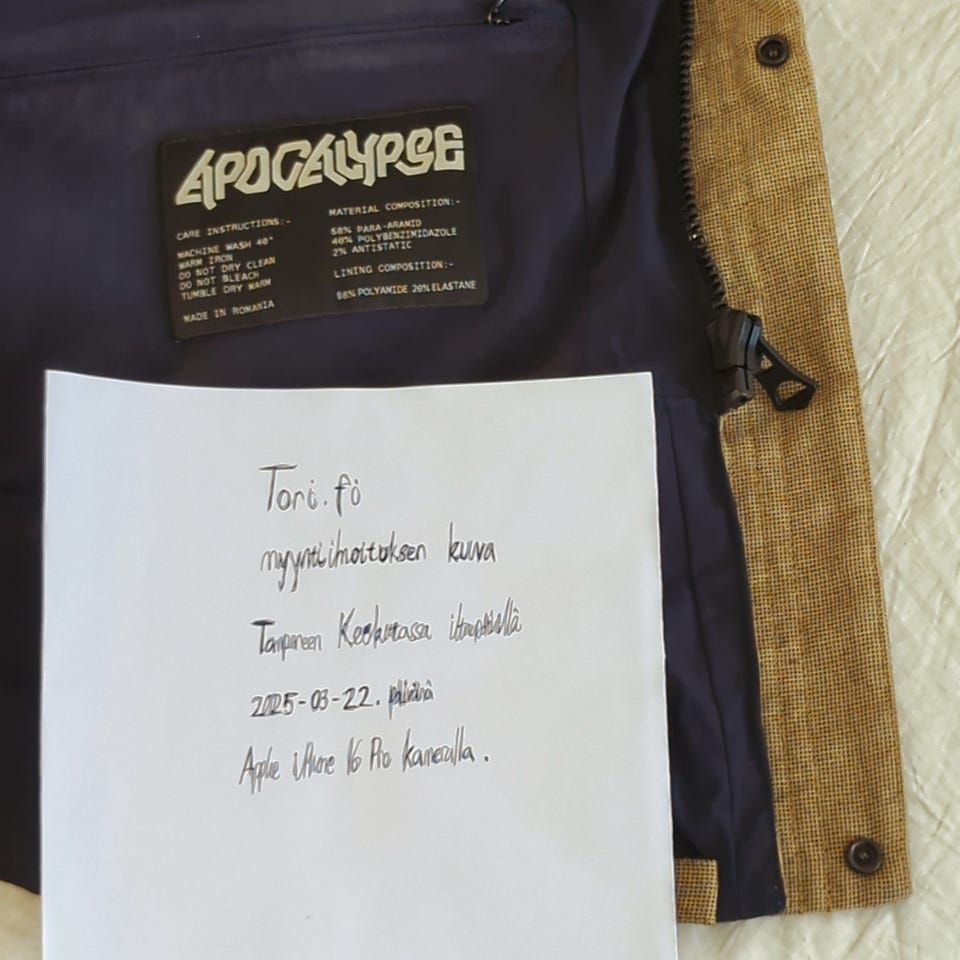 APOCALYPSE
CARE INSTRUCTIONS:-
MACHINE WASH 40°
WARM IRON
DO NOT DRY CLEAN
DO NOT BLEACH
TUMBLE DRY WARM
MADE IN ROMANIA
MATERIAL COMPOSITION:-
58% PARA-ARAMID
40% POLYBENZIMIDAZOLE
2% ANTISTATIC
LINING COMPOSITION:-
POLYAMIDE 20% ELASTANE
Tori.fi
myynti-ilmoituksen kuva
Tampereen
2025-03-22. päivänä
Apple iPhone 16 Pro kameralla.